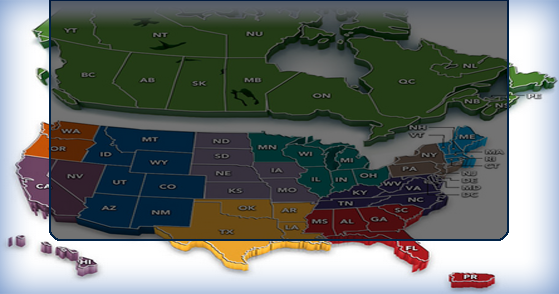 YT
NT
NU
BC
AB
SK
MB
ON
QC
NL
NB
PE
NS
WA
OR
ID
MT
WY
NV
UT
CO
AZ
NM
CA
ND
SD
NE
KS
IA
MO
MN
WI
MI
IL
IN
OH
OK
TX
AR
LA
MS
AL
GA
SC
FL
TN
NC
KY
WV
VA
PA
NY
NH
VT
ME
MA
RI
CT
NJ
DE
MD
DC
HI
PR